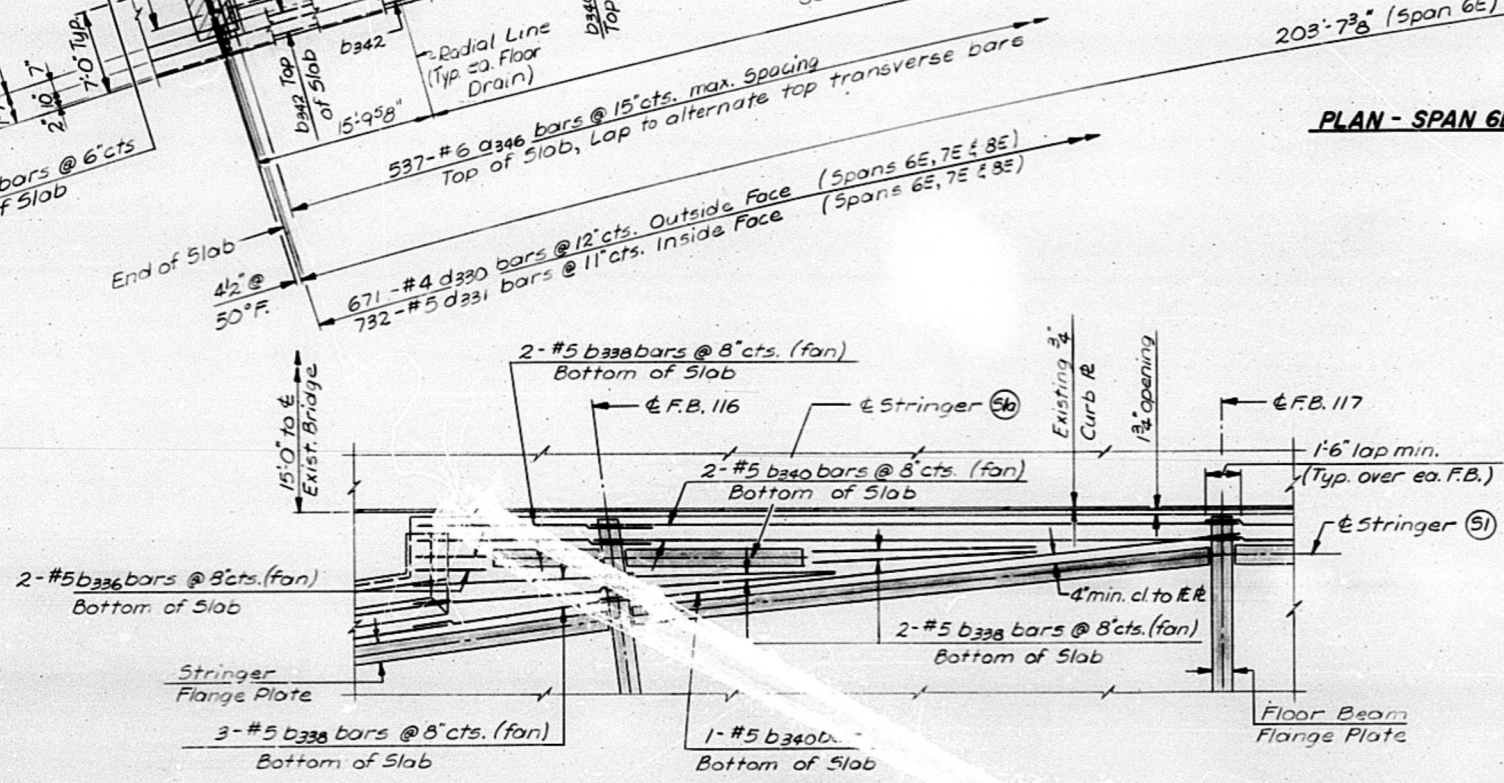 7'-0" Typ.
7"
10"
2"
b342 Top
of Slab
b342
Radial Line
(Typ. ea. Floor
Drain)
Top
15'-9 5/8"
bars @ 6"cts
of Slab
537-#6 a346 bars @ 15"cts. max. Spacing
Top of Slab, Lap to alternate top transverse bars
203'-7 3/8" (Span 6E)
PLAN - SPAN 6
671-#4 d330 bars @ 12"cts. Outside Face (Spans 6E, 7E & 8E)
732-#5 d331 bars @ 11"cts. Inside Face (Spans 6E, 7E & 8E)
End of Slab
4 1/2" @
50°F.
15'-0" to ℄
Exist. Bridge
2-#5 b338 bars @ 8"cts. (fan)
Bottom of Slab
℄ F.B. 116
℄ Stringer S1a
Existing 3/4"
Curb ℞
1 3/4" opening
℄ F.B. 117
1'-6" lap min.
(Typ. over ea. F.B.)
2-#5 b340 bars @ 8"cts. (fan)
Bottom of Slab
℄ Stringer S1
2-#5 b336 bars @ 8"cts. (fan)
Bottom of Slab
4"min. cl. to
2-#5 b338 bars @ 8"cts. (fan)
Bottom of Slab
Stringer
Flange Plate
3-#5 b338 bars @ 8"cts. (fan)
Bottom of Slab
1-#5 b340
Bottom of Slab
Floor Beam
Flange Plate